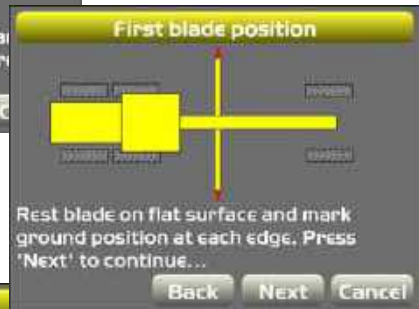 First blade position
Rest blade on flat surface and mark
ground position at each edge. Press
'Next' to continue...
Back Next Cancel